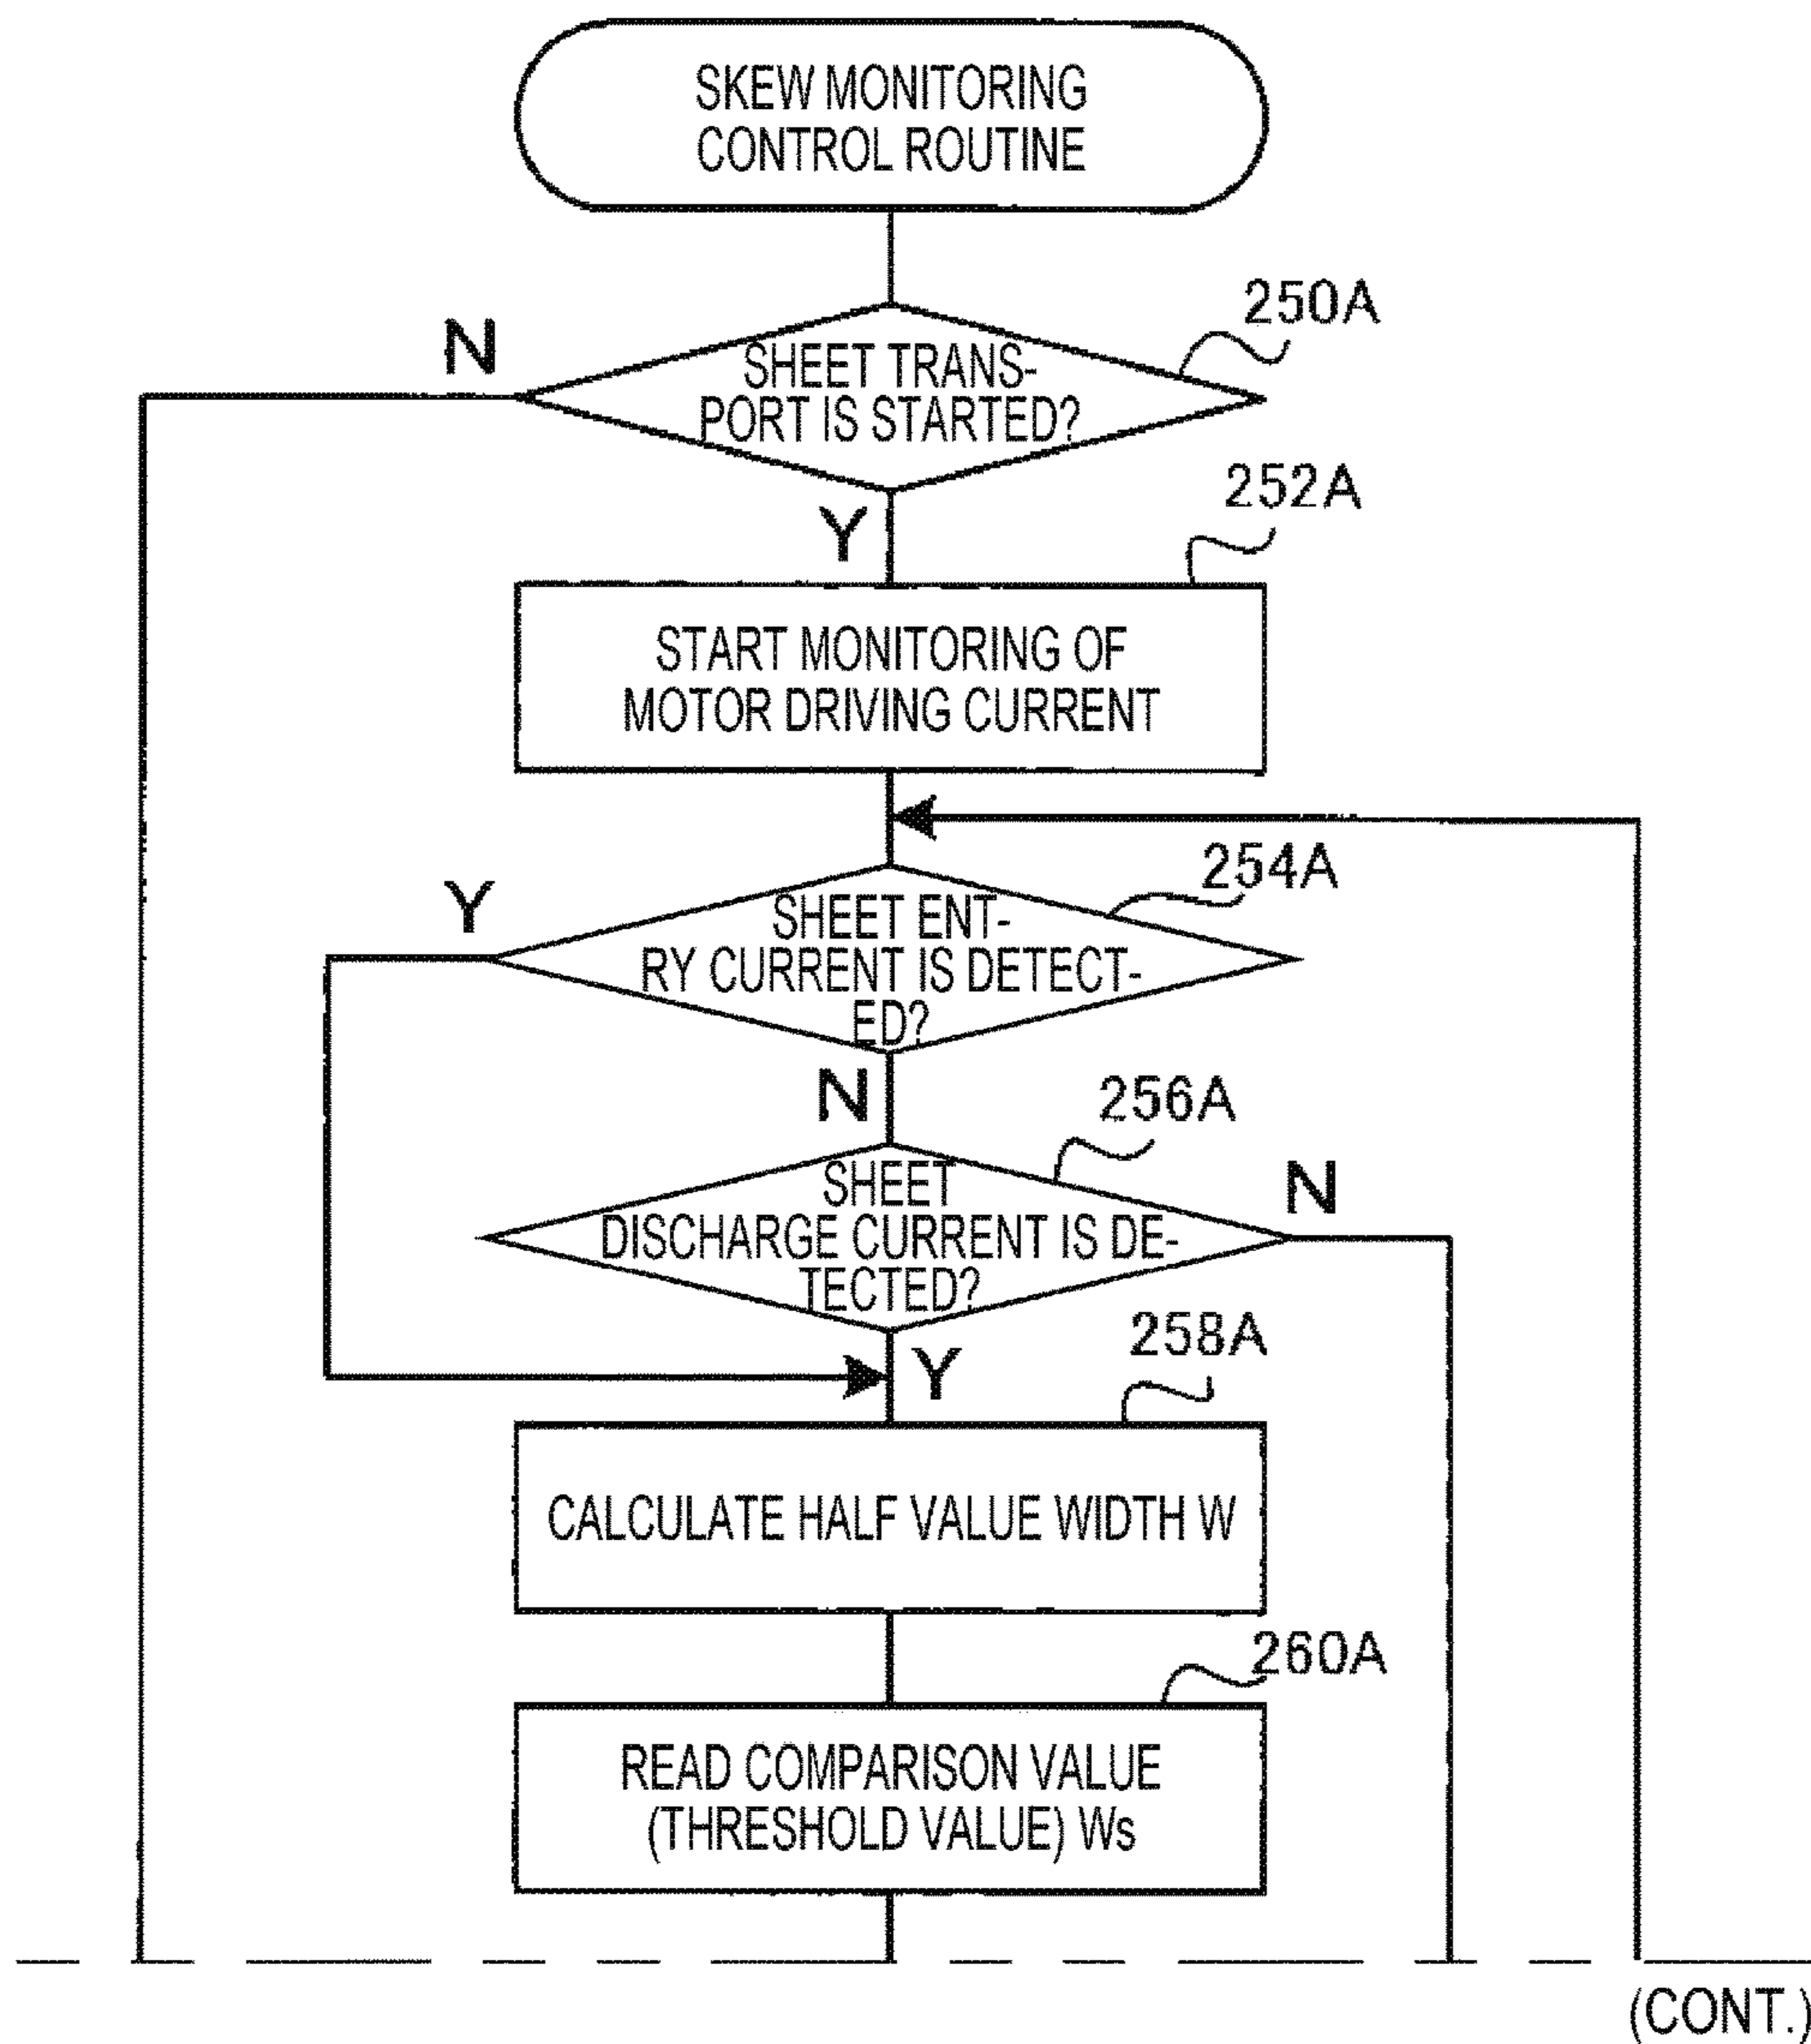 SKEW MONITORING
CONTROL ROUTINE
250A
N
SHEET TRANS-
PORT IS STARTED?
252A
Y
START MONITORING OF
MOTOR DRIVING CURRENT
254A
Y
SHEET ENT-
RY CURRENT IS DETECT-
ED?
N
256A
SHEET
DISCHARGE CURRENT IS DE-
TECTED?
N
258A
Y
CALCULATE HALF VALUE WIDTH W
260A
READ COMPARISON VALUE
(THRESHOLD VALUE) Ws
(CONT.)